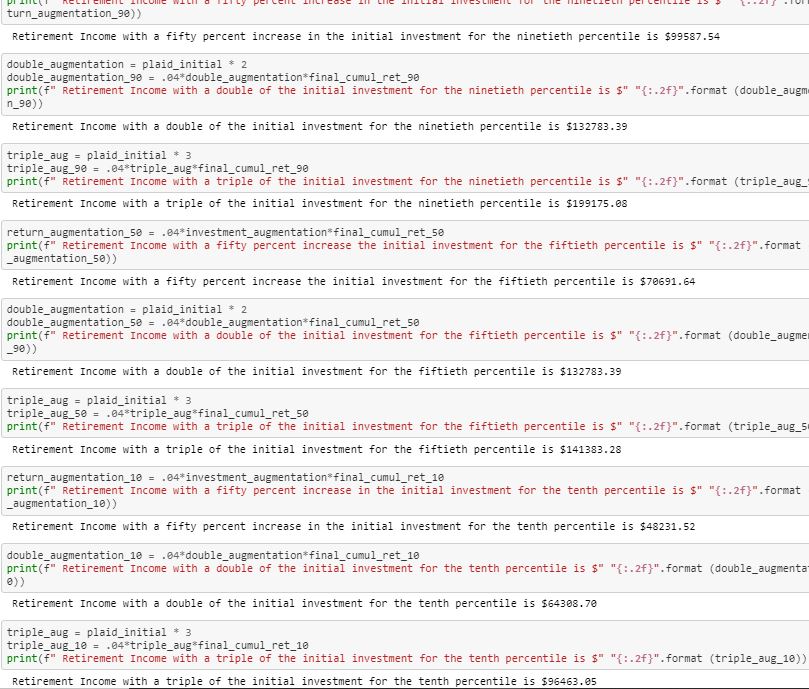 print(f" Retirement Income with a fifty percent increase in the initial investment for the ninetieth percentile is $" "{:.2f}"
turn_augmentation_90))
Retirement Income with a fifty percent increase in the initial investment for the ninetieth percentile is $99587.54
double_augmentation = plaid_initial * 2
double_augmentation_90 = .04*double_augmentation*final_cumul_ret_90
print(f" Retirement Income with a double of the initial investment for the ninetieth percentile is $" "{:.2f}".format (double_augm
n_90))
Retirement Income with a double of the initial investment for the ninetieth percentile is $132783.39
triple_aug = plaid_initial * 3
triple_aug_90 = .04*triple_aug*final_cumul_ret_90
print(f" Retirement Income with a triple of the initial investment for the ninetieth percentile is $" "{:.2f}".format (triple_aug_
Retirement Income with a triple of the initial investment for the ninetieth percentile is $199175.08
return_augmentation_50 = .04*investment_augmentation*final_cumul_ret_50
print(f" Retirement Income with a fifty percent increase the initial investment for the fiftieth percentile is $" "{:.2f}".format
_augmentation_50))
Retirement Income with a fifty percent increase the initial investment for the fiftieth percentile is $70691.64
double_augmentation = plaid_initial * 2
double_augmentation_50 = .04*double_augmentation*final_cumul_ret_50
print(f" Retirement Income with a double of the initial investment for the fiftieth percentile is $" "{:.2f}".format (double_augme
_90))
Retirement Income with a double of the initial investment for the fiftieth percentile is $132783.39
triple_aug = plaid_initial * 3
triple_aug_50 = .04*triple_aug*final_cumul_ret_50
print(f" Retirement Income with a triple of the initial investment for the fiftieth percentile is $" "{:.2f}".format (triple_aug_5
Retirement Income with a triple of the initial investment for the fiftieth percentile is $141383.28
return_augmentation_10 = .04*investment_augmentation*final_cumul_ret_10
print(f" Retirement Income with a fifty percent increase in the initial investment for the tenth percentile is $" "{:.2f}".format
_augmentation_10))
Retirement Income with a fifty percent increase in the initial investment for the tenth percentile is $48231.52
double_augmentation_10 = .04*double_augmentation*final_cumul_ret_10
print(f" Retirement Income with a double of the initial investment for the tenth percentile is $" "{:.2f}".format (double_augmenta
0))
Retirement Income with a double of the initial investment for the tenth percentile is $64308.70
triple_aug = plaid_initial * 3
triple_aug_10 = .04*triple_aug*final_cumul_ret_10
print(f" Retirement Income with a triple of the initial investment for the tenth percentile is $" "{:.2f}".format (triple_aug_10))
Retirement Income with a triple of the initial investment for the tenth percentile is $96463.05